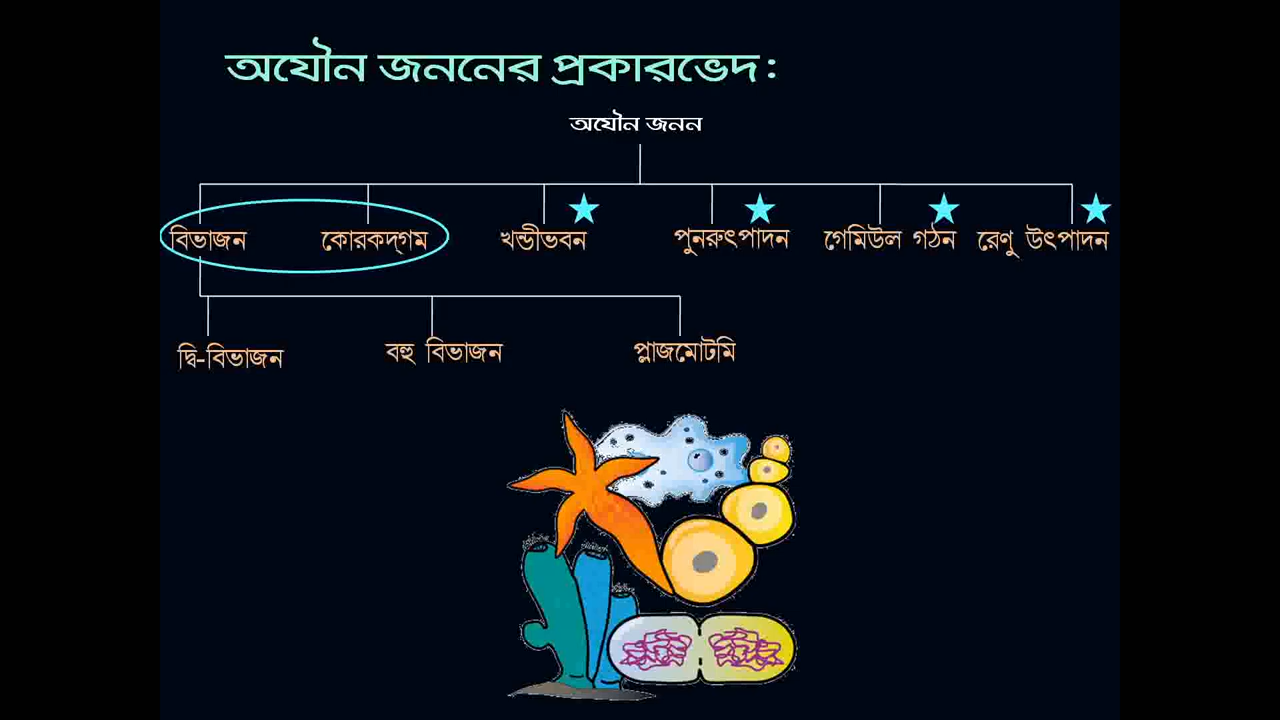 অযৌন জননের প্রকারভেদ:
অযৌন জনন
বিভাজন কোরকদ্গম খন্ডীভবন পুনরুৎপাদন গেমিউল গঠন রেণু উৎপাদন
দ্বি-বিভাজন বহু বিভাজন প্লাজমোটমি